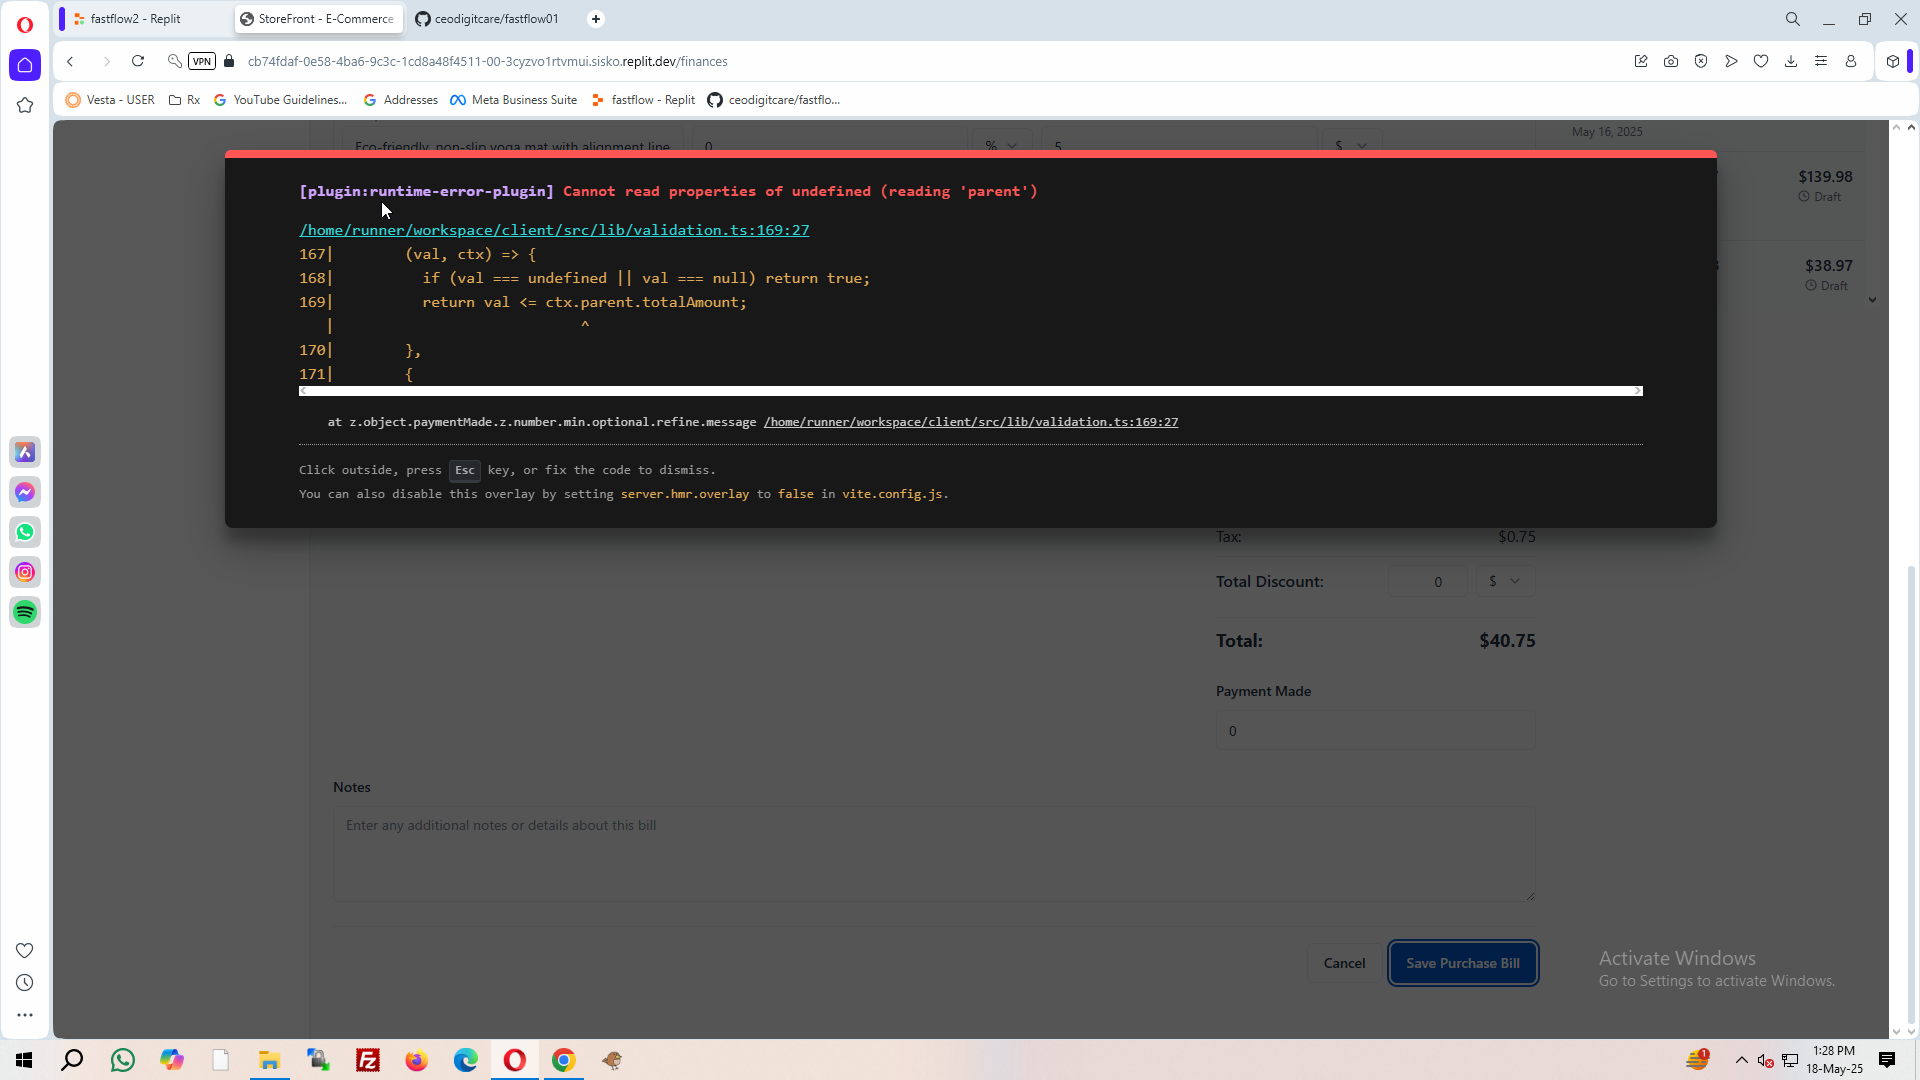 fastflow2 - Replit
StoreFront - E-Commerce
ceodigitcare/fastflow01
VPN
cb74fdaf-0e58-4ba6-9c3c-1cd8a48f4511-00-3cyzvo1rtvmui.sisko.replit.dev/finances
Vesta - USER
Rx
YouTube Guidelines...
Addresses
Meta Business Suite
fastflow - Replit
ceodigitcare/fastflo...
May 16, 2025
Eco-friendly, non-slip yoga mat with alignment line
0
%
5
$
[plugin:runtime-error-plugin] Cannot read properties of undefined (reading 'parent')
$139.98
Draft
/home/runner/workspace/client/src/lib/validation.ts:169:27
167|        (val, ctx) => {
168|          if (val === undefined || val === null) return true;
169|          return val <= ctx.parent.totalAmount;
|                             ^
170|        },
171|        {
$38.97
Draft
at z.object.paymentMade.z.number.min.optional.refine.message /home/runner/workspace/client/src/lib/validation.ts:169:27
Click outside, press Esc key, or fix the code to dismiss.
You can also disable this overlay by setting server.hmr.overlay to false in vite.config.js.
Tax:
$0.75
Total Discount:
0
$
Total:
$40.75
Payment Made
0
Notes
Enter any additional notes or details about this bill
Cancel
Save Purchase Bill
Activate Windows
Go to Settings to activate Windows.
1
1:28 PM
18-May-25